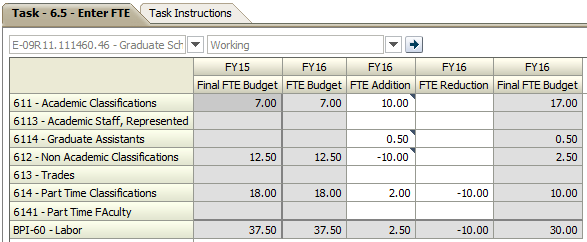 Task - 6.5 - Enter FTE Task Instructions
E-09R11.111460.46 - Graduate Sch Working
FY15 FY16 FY16 FY16 FY16
Final FTE Budget FTE Budget FTE Addition FTE Reduction Final FTE Budget
611 - Academic Classifications 7.00 7.00 10.00 17.00
6113 - Academic Staff, Represented
6114 - Graduate Assistants 0.50 0.50
612 - Non Academic Classifications 12.50 12.50 -10.00 2.50
613 - Trades
614 - Part Time Classifications 18.00 18.00 2.00 -10.00 10.00
6141 - Part Time FAculty
BPI-60 - Labor 37.50 37.50 2.50 -10.00 30.00